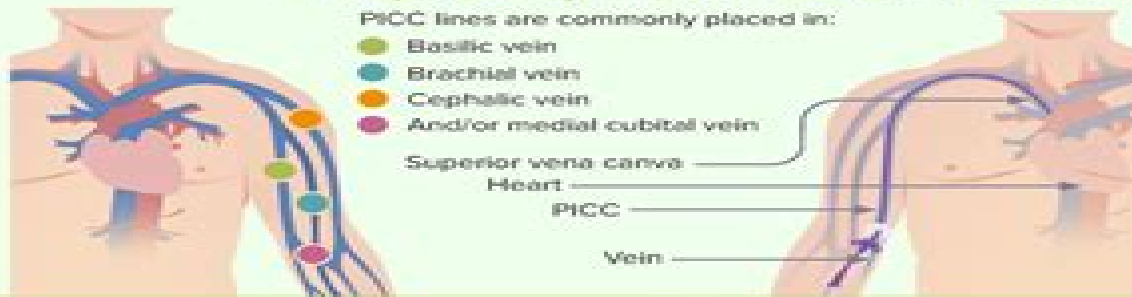 PICC lines are commonly placed in:
Basilic vein
Brachial vein
Cephalic vein
And/or medial cubital vein
Superior vena canva
Heart
PICC
Vein